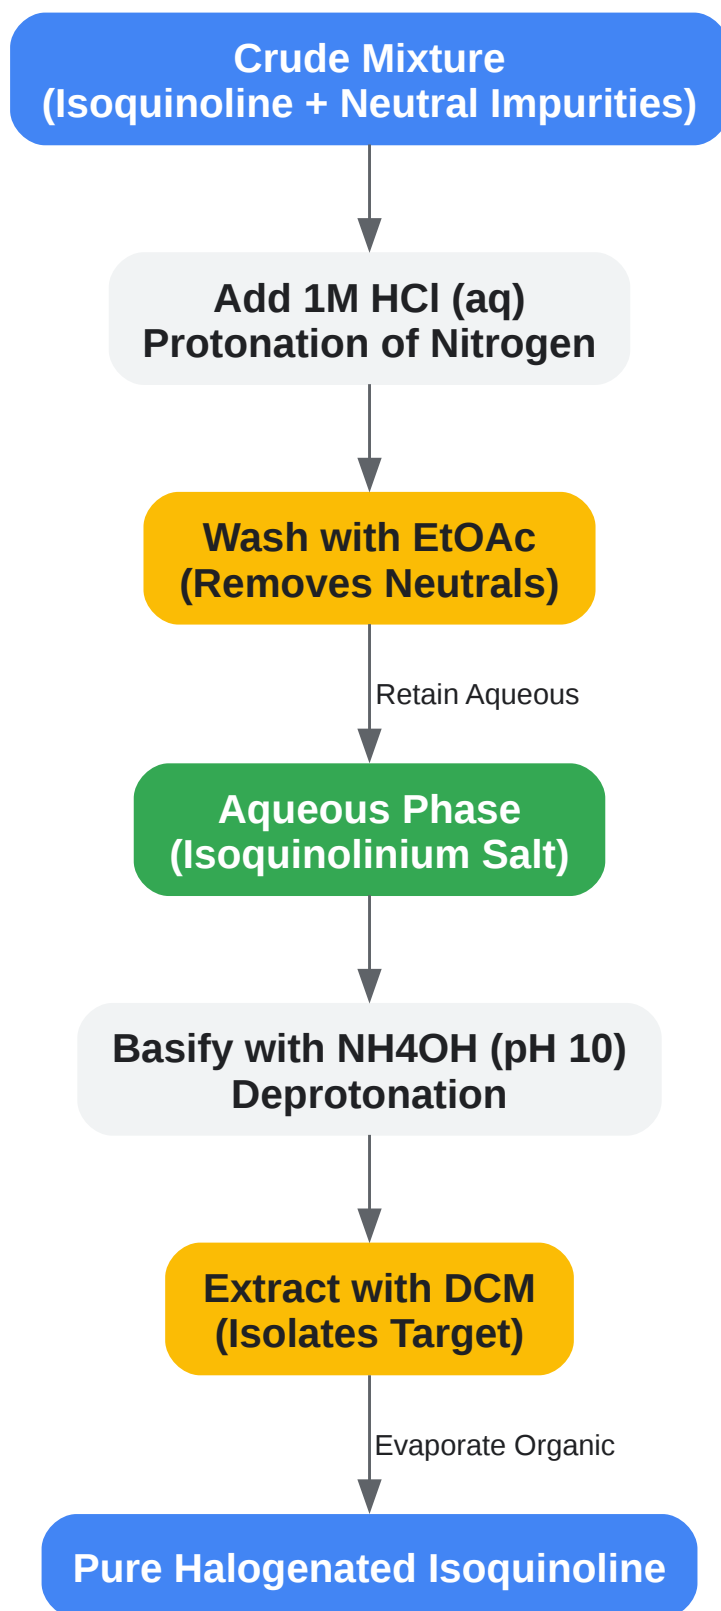 Crude Mixture
(Isoquinoline + Neutral Impurities)
Add 1M HCl (aq)
Protonation of Nitrogen
Wash with EtOAc
(Removes Neutrals)
Retain Aqueous
Aqueous Phase
(Isoquinolinium Salt)
Basify with NH4OH (pH 10)
Deprotonation
Extract with DCM
(Isolates Target)
Evaporate Organic
Pure Halogenated Isoquinoline